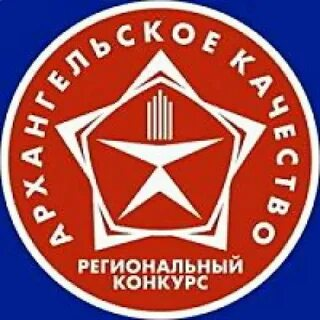 АРХАНГЕЛЬСКОЕ КАЧЕСТВО
РЕГИОНАЛЬНЫЙ
КОНКУРС